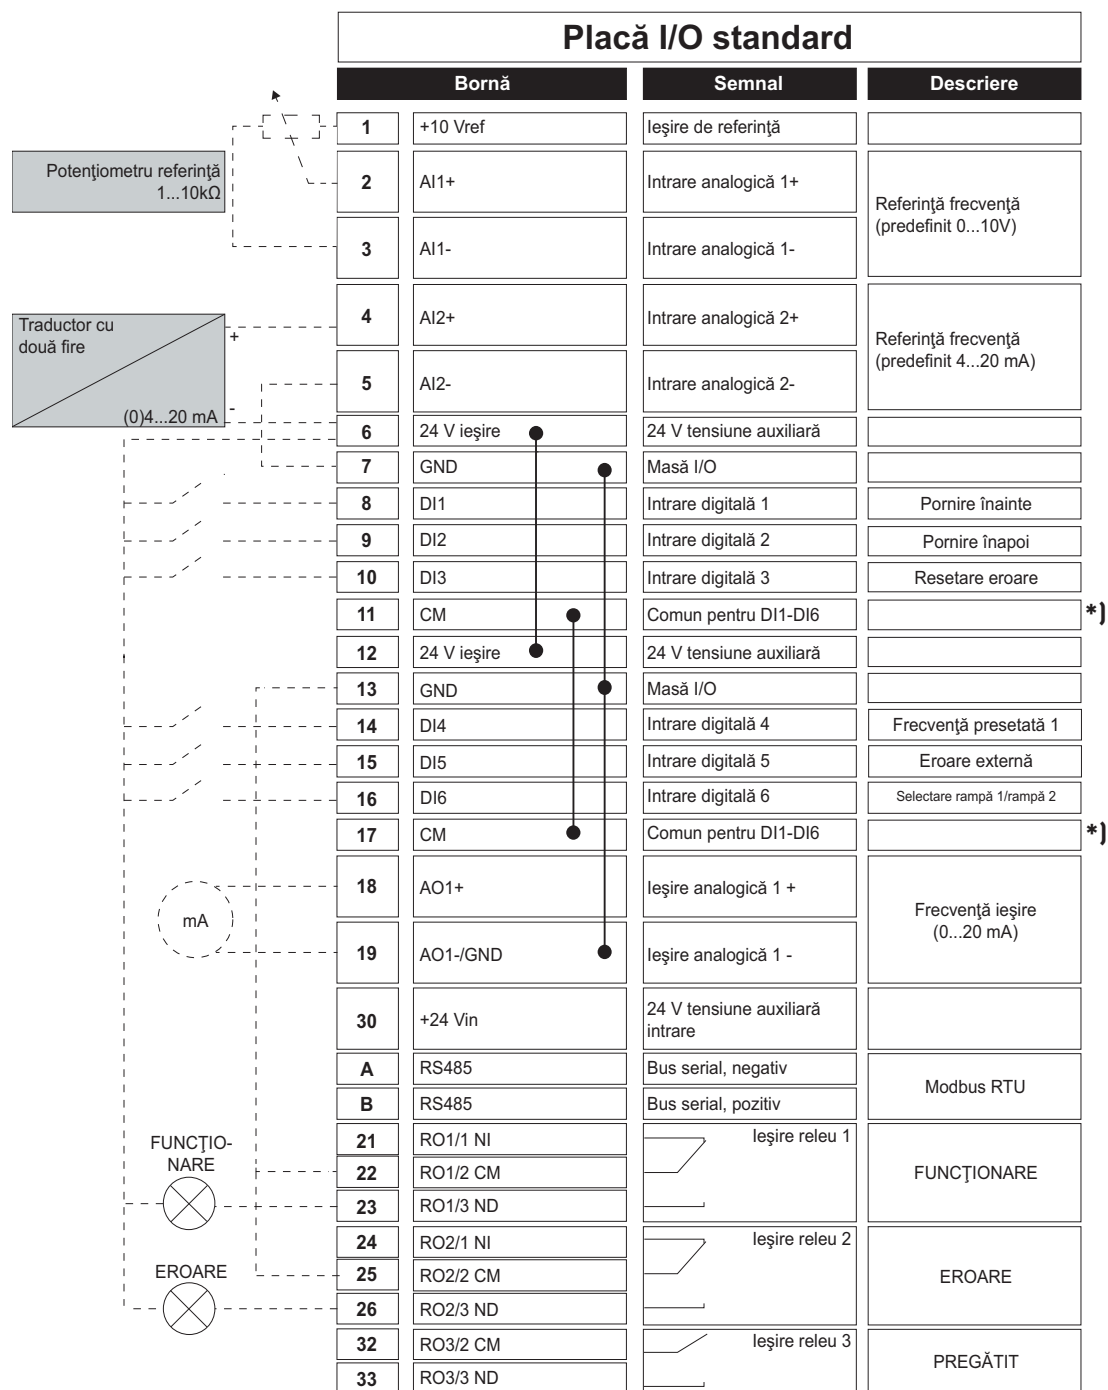 Placă I/O standard
Bornă Semnal Descriere
1 +10 Vref Ieşire de referinţă
Potenţiometru referinţă
1...10kΩ
2 AI1+ Intrare analogică 1+
Referinţă frecvenţă
(predefinit 0...10V)
3 AI1- Intrare analogică 1-
4 AI2+ Intrare analogică 2+
Traductor cu
două fire
+
Referinţă frecvenţă
(predefinit 4...20 mA)
5 AI2- Intrare analogică 2-
(0)4...20 mA
-
6 24 V ieşire 24 V tensiune auxiliară
7 GND Masă I/O
8 DI1 Intrare digitală 1 Pornire înainte
9 DI2 Intrare digitală 2 Pornire înapoi
10 DI3 Intrare digitală 3 Resetare eroare
11 CM Comun pentru DI1-DI6 *)
12 24 V ieşire 24 V tensiune auxiliară
13 GND Masă I/O
14 DI4 Intrare digitală 4 Frecvenţă presetată 1
15 DI5 Intrare digitală 5 Eroare externă
16 DI6 Intrare digitală 6 Selectare rampă 1/rampă 2
17 CM Comun pentru DI1-DI6 *)
18 AO1+ Ieşire analogică 1 +
mA
Frecvenţă ieşire
(0...20 mA)
19 AO1-/GND Ieşire analogică 1 -
30 +24 Vin 24 V tensiune auxiliară
intrare
A RS485 Bus serial, negativ
Modbus RTU
B RS485 Bus serial, pozitiv
21 RO1/1 NI Ieşire releu 1
FUNCŢIO-
NARE
22 RO1/2 CM FUNCŢIONARE
23 RO1/3 ND
24 RO2/1 NI Ieşire releu 2
EROARE
25 RO2/2 CM EROARE
26 RO2/3 ND
32 RO3/2 CM Ieşire releu 3
PREGĂTIT
33 RO3/3 ND